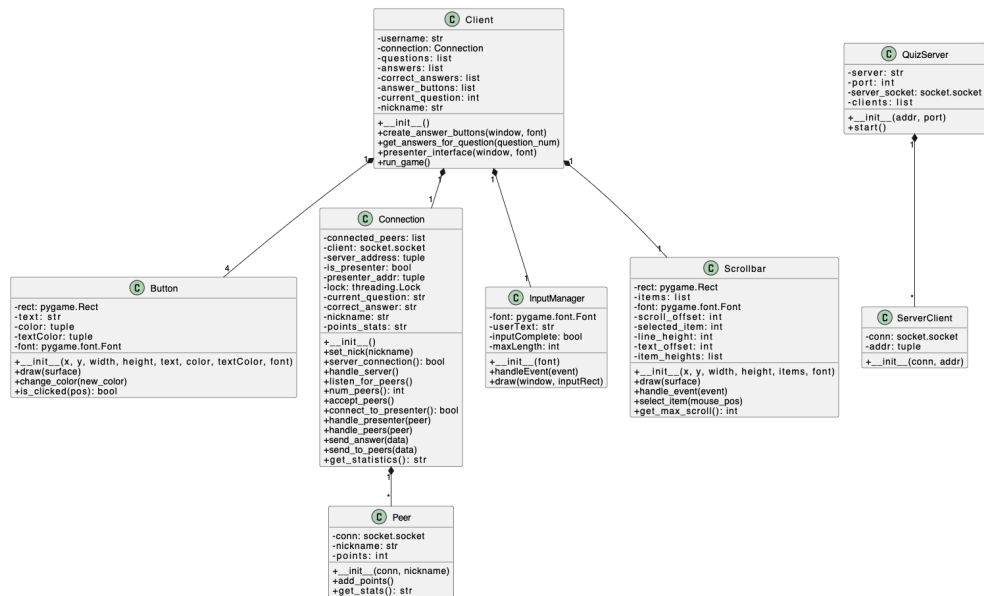 C Client
-username: str
-connection: Connection
-questions: list
-answers: list
-correct_answers: list
-answer_buttons: list
-current_question: int
-nickname: str
+__init__()
+create_answer_buttons(window, font)
+get_answers_for_question(question_num)
+presenter_interface(window, font)
+run_game()
C QuizServer
-server: str
-port: int
-server_socket: socket.socket
-clients: list
+__init__(addr, port)
+start()
1
1
1
1
1
1
4
1
1
*
C Connection
-connected_peers: list
-client: socket.socket
-server_address: tuple
-is_presenter: bool
-presenter_addr: tuple
-lock: threading.Lock
-current_question: str
-correct_answer: str
-nickname: str
-points_stats: str
+__init__()
+set_nick(nickname)
+server_connection(): bool
+handle_server()
+listen_for_peers()
+num_peers(): int
+accept_peers()
+connect_to_presenter(): bool
+handle_presenter(peer)
+handle_peers(peer)
+send_answer(data)
+send_to_peers(data)
+get_statistics(): str
C Button
-rect: pygame.Rect
-text: str
-color: tuple
-textColor: tuple
-font: pygame.font.Font
+__init__(x, y, width, height, text, color, textColor, font)
+draw(surface)
+change_color(new_color)
+is_clicked(pos): bool
C InputManager
-font: pygame.font.Font
-userText: str
-inputComplete: bool
-maxLength: int
+__init__(font)
+handleEvent(event)
+draw(window, inputRect)
C Scrollbar
-rect: pygame.Rect
-items: list
-font: pygame.font.Font
-scroll_offset: int
-selected_item: int
-line_height: int
-text_offset: int
-item_heights: list
+__init__(x, y, width, height, items, font)
+draw(surface)
+handle_event(event)
+select_item(mouse_pos)
+get_max_scroll(): int
C ServerClient
-conn: socket.socket
-addr: tuple
+__init__(conn, addr)
1
*
C Peer
-conn: socket.socket
-nickname: str
-points: int
+__init__(conn, nickname)
+add_points()
+get_stats(): str